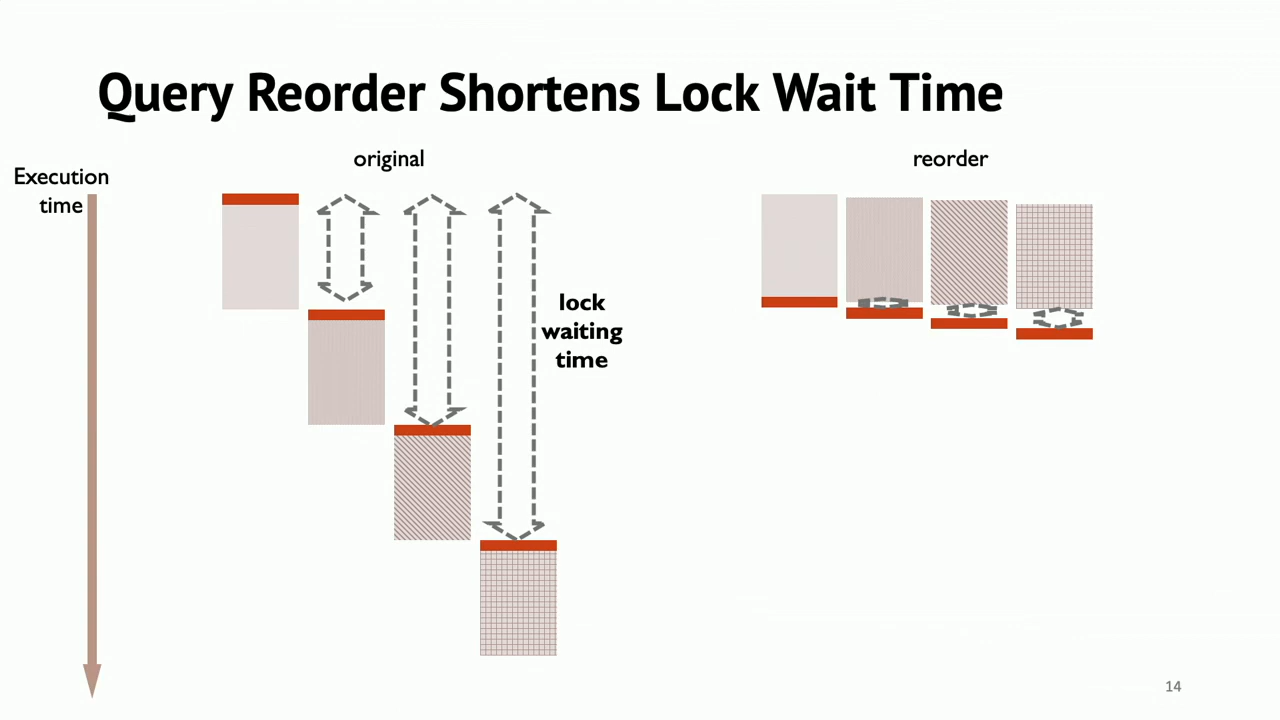 Query Reorder Shortens Lock Wait Time
original
reorder
Execution
time
lock
waiting
time
14